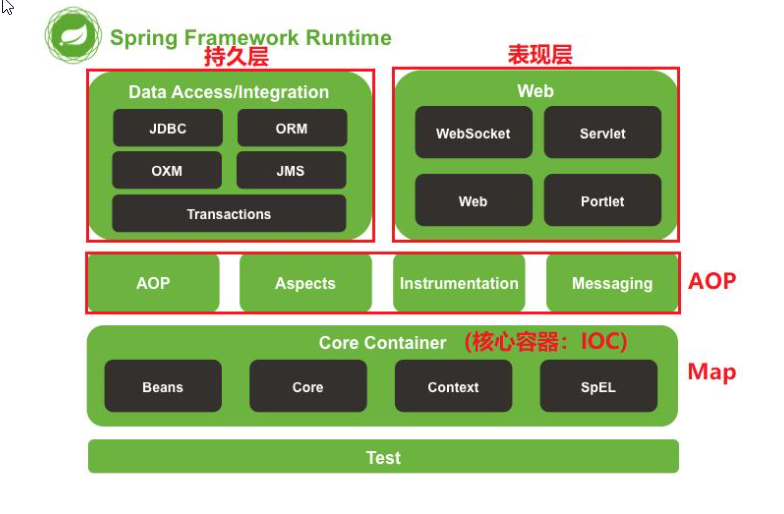 Spring Framework Runtime
持久层
表现层
Data Access/Integration
JDBC
ORM
OXM
JMS
Transactions
Web
WebSocket
Servlet
Web
Portlet
AOP
Aspects
Instrumentation
Messaging
AOP
Core Container (核心容器：IOC)
Beans
Core
Context
SpEL
Map
Test